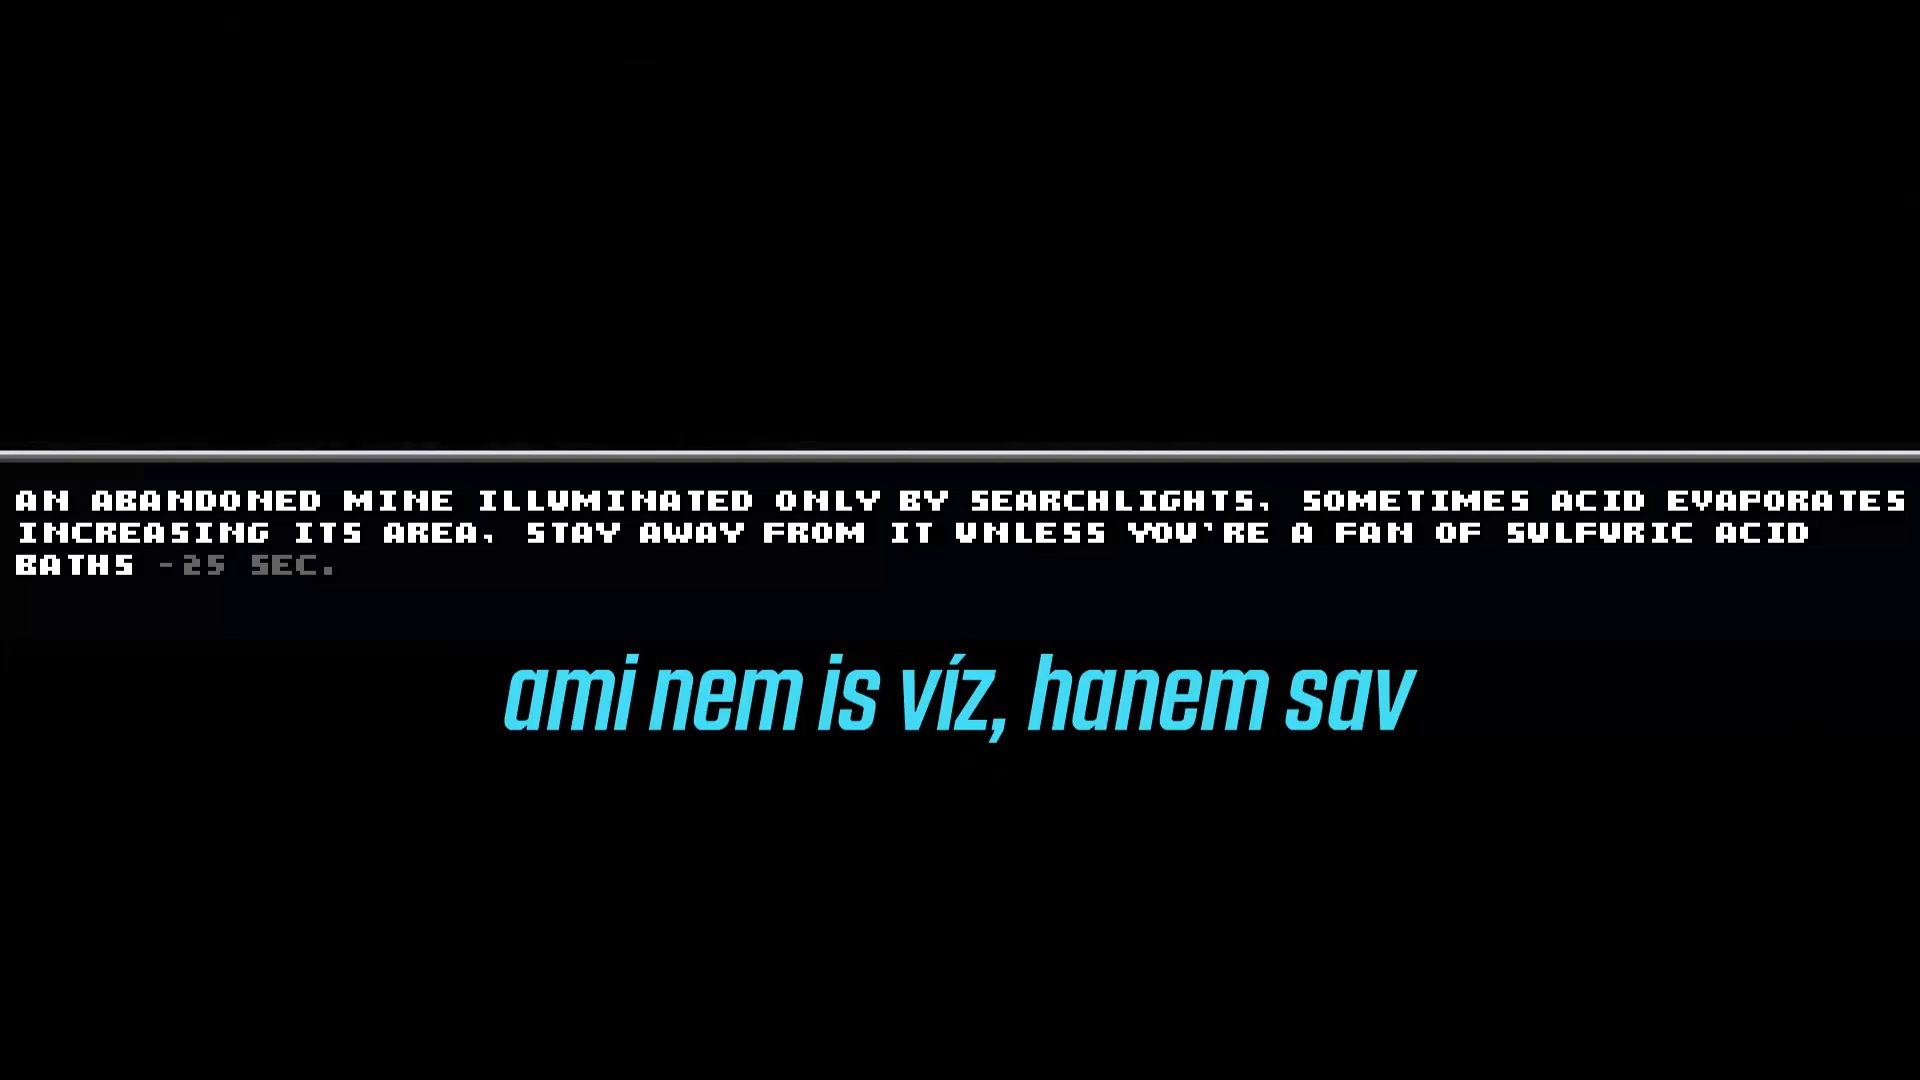 AN ABANDONED MINE ILLUMINATED ONLY BY SEARCHLIGHTS, SOMETIMES ACID EVAPORATES
INCREASING ITS AREA, STAY AWAY FROM IT UNLESS YOU'RE A FAN OF SULFURIC ACID
BATHS -25 SEC.
ami nem is víz, hanem sav